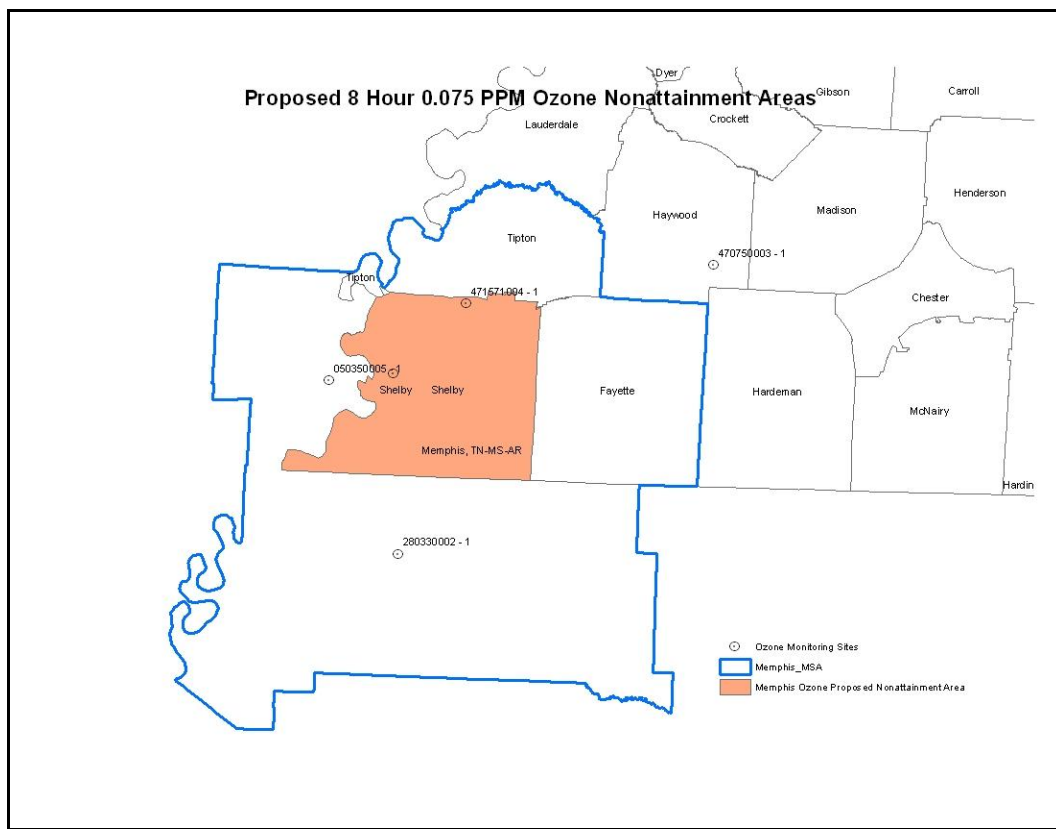 Dyer
Proposed 8 Hour 0.075 PPM Ozone Nonattainment Areas
Gibson
Carroll
Lauderdale
Crockett
Henderson
Haywood
Madison
Tipton
470750003 - 1
Tipton
471571004 - 1
Chester
050350005 - 1
Shelby Shelby
Fayette
Hardeman
McNairy
Memphis, TN-MS-AR
Hardin
280330002 - 1
Ozone Monitoring Sites
Memphis_MSA
Memphis Ozone Proposed Nonattainment Area